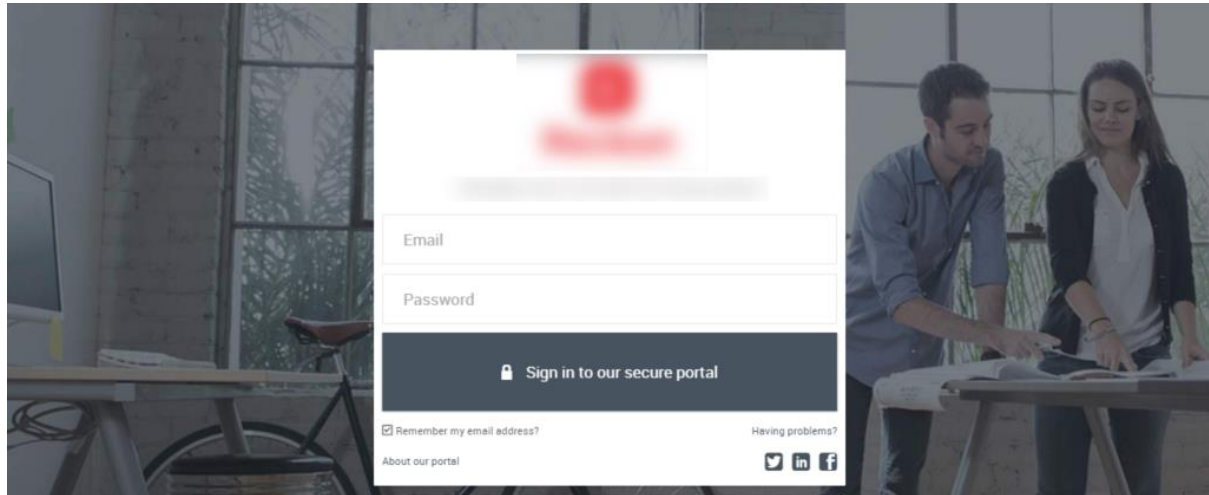 Email
Password
Sign in to our secure portal
Remember my email address?
Having problems?
About our portal